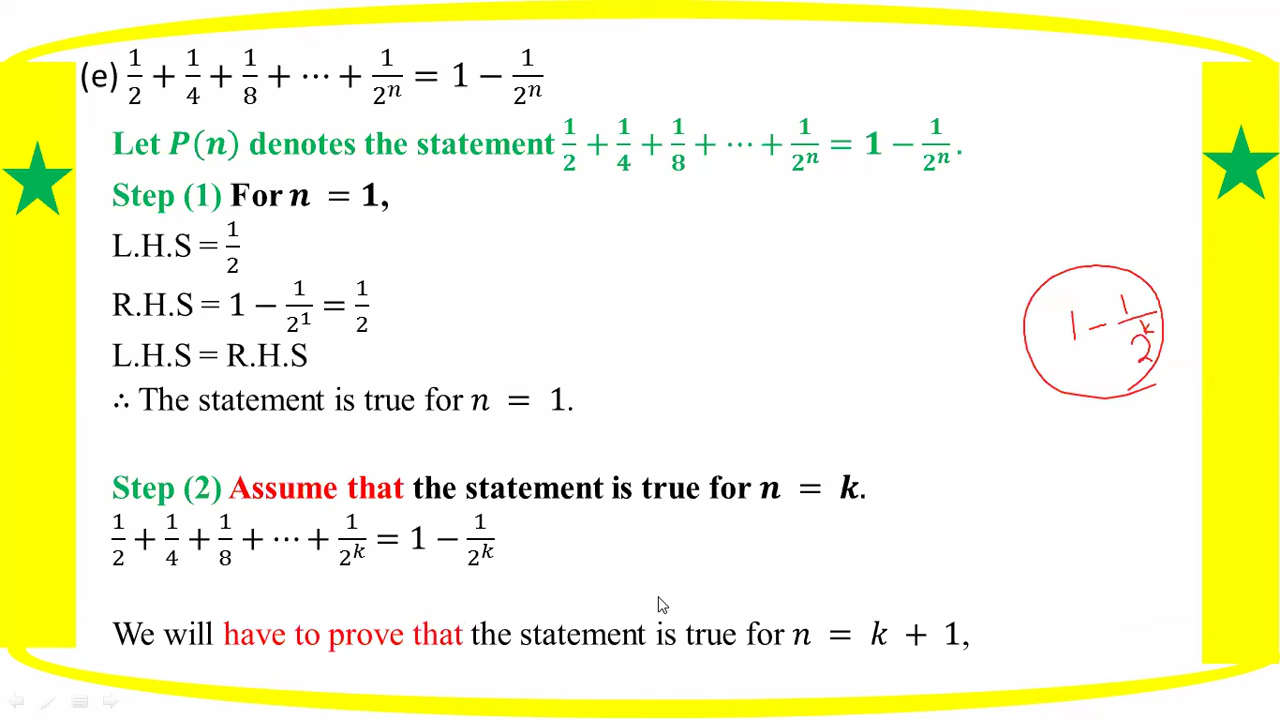 (e) 1/2 + 1/4 + 1/8 + ⋯ + 1/2ⁿ = 1 − 1/2ⁿ
Let P(n) denotes the statement 1/2 + 1/4 + 1/8 + ⋯ + 1/2ⁿ = 1 − 1/2ⁿ.
Step (1) For n = 1,
L.H.S = 1/2
R.H.S = 1 − 1/2¹ = 1/2
L.H.S = R.H.S
∴ The statement is true for n = 1.
1 − 1/2ᵏ
Step (2) Assume that the statement is true for n = k.
1/2 + 1/4 + 1/8 + ⋯ + 1/2ᵏ = 1 − 1/2ᵏ
We will have to prove that the statement is true for n = k + 1,